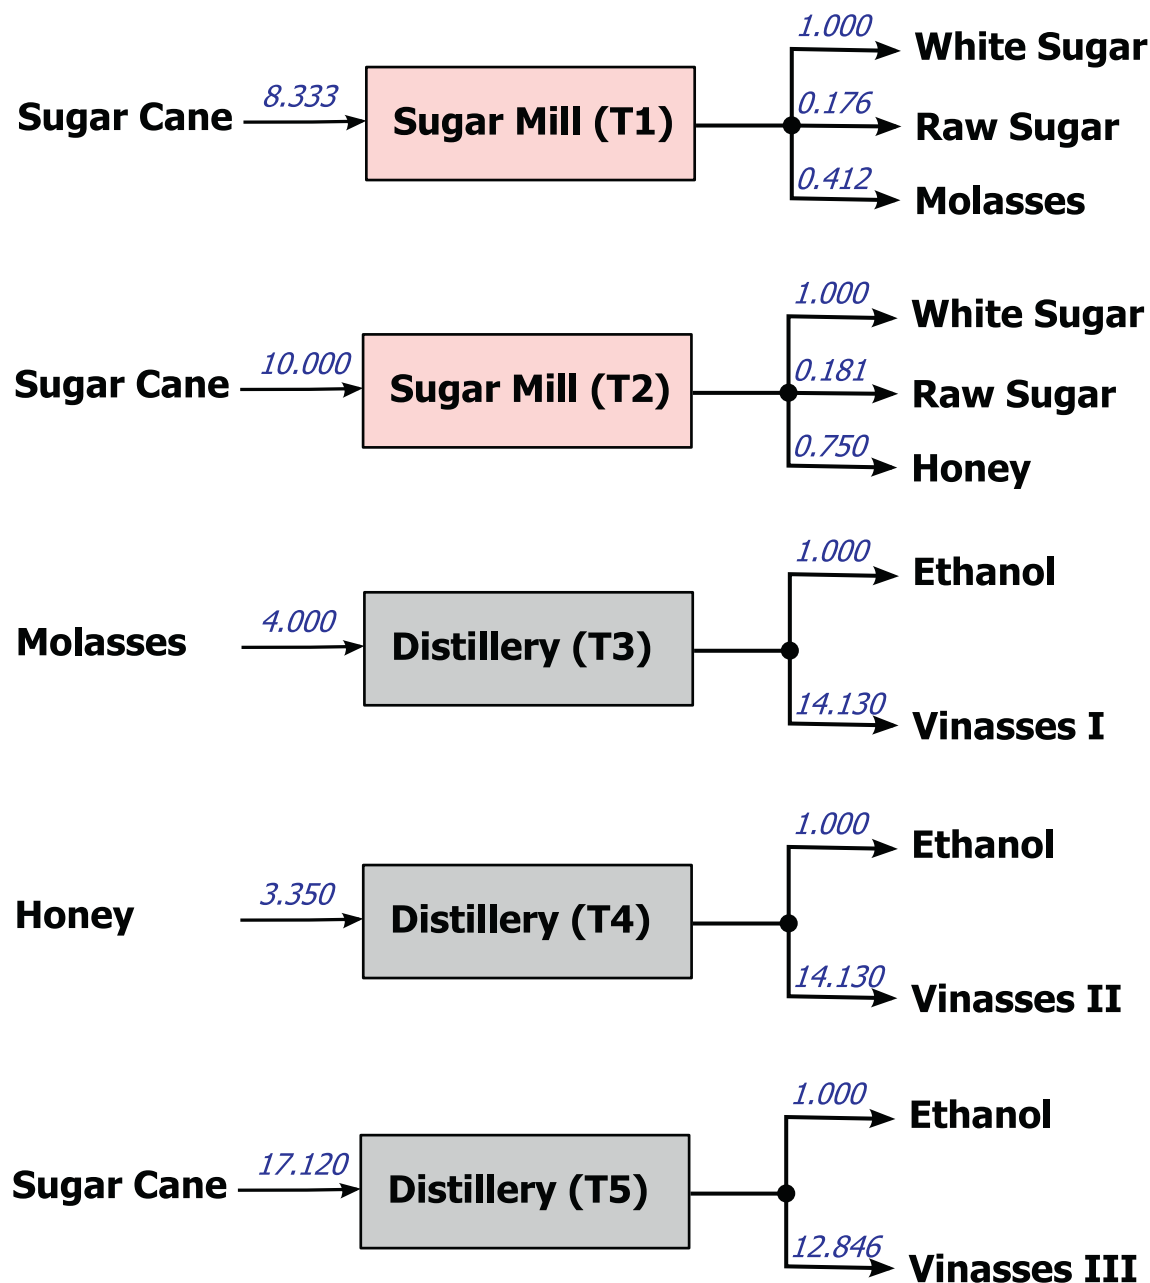 1.000
White Sugar
8.333
Sugar Cane
Sugar Mill (T1)
0.176
Raw Sugar
0.412
Molasses
1.000
White Sugar
10.000
Sugar Cane
Sugar Mill (T2)
0.181
Raw Sugar
0.750
Honey
1.000
Ethanol
4.000
Molasses
Distillery (T3)
14.130
Vinasses I
1.000
Ethanol
3.350
Honey
Distillery (T4)
14.130
Vinasses II
1.000
Ethanol
17.120
Sugar Cane
Distillery (T5)
12.846
Vinasses III